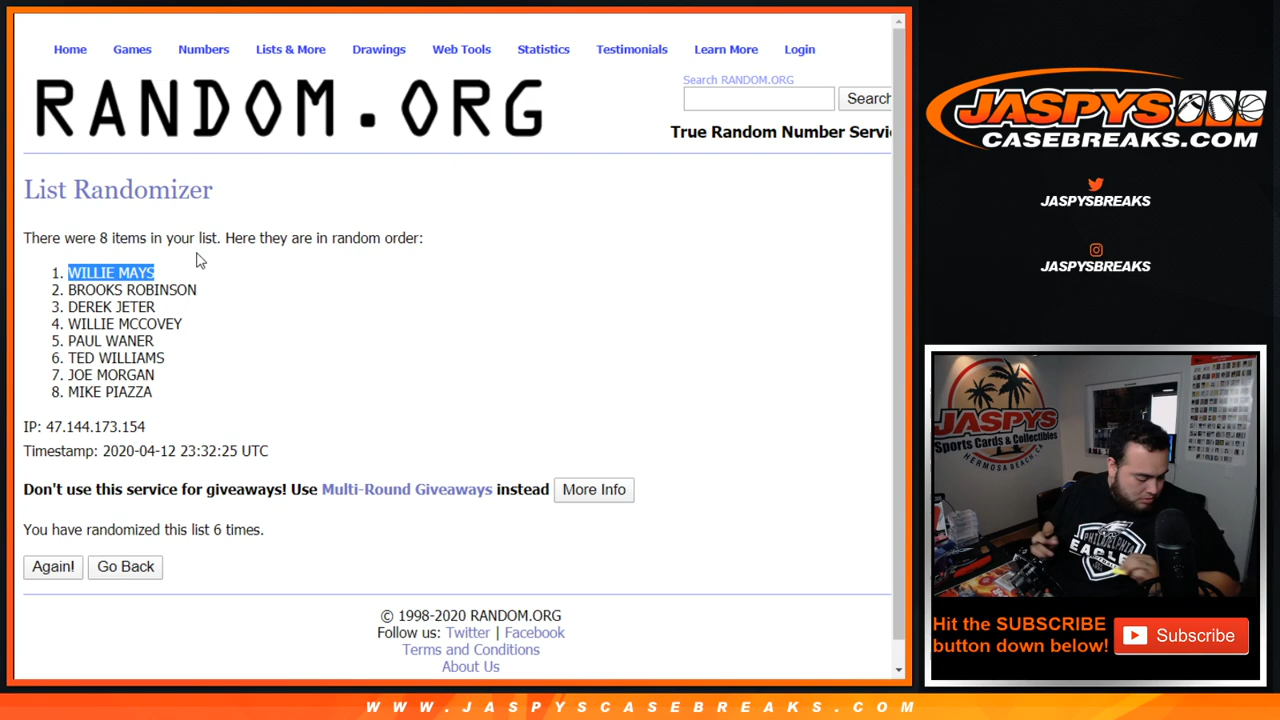 Home Games Numbers Lists & More Drawings Web Tools Statistics Testimonials Learn More Login
RANDOM.ORG
Search RANDOM.ORG
Search
True Random Number Servi
List Randomizer
There were 8 items in your list. Here they are in random order:
1. WILLIE MAYS
2. BROOKS ROBINSON
3. DEREK JETER
4. WILLIE MCCOVEY
5. PAUL WANER
6. TED WILLIAMS
7. JOE MORGAN
8. MIKE PIAZZA
IP: 47.144.173.154
Timestamp: 2020-04-12 23:32:25 UTC
Don't use this service for giveaways! Use Multi-Round Giveaways instead More Info
You have randomized this list 6 times.
Again! Go Back
© 1998-2020 RANDOM.ORG
Follow us: Twitter | Facebook
Terms and Conditions
About Us
JASPYS
CASEBREAKS.COM
JASPYSBREAKS
JASPYSBREAKS
JASPYS
Sports Cards & Collectibles
HERMOSA BEACH, CA
PHILADELPHIA
EAGLES
Hit the SUBSCRIBE
button down below!
Subscribe
WWW.JASPYSCASEBREAKS.COM